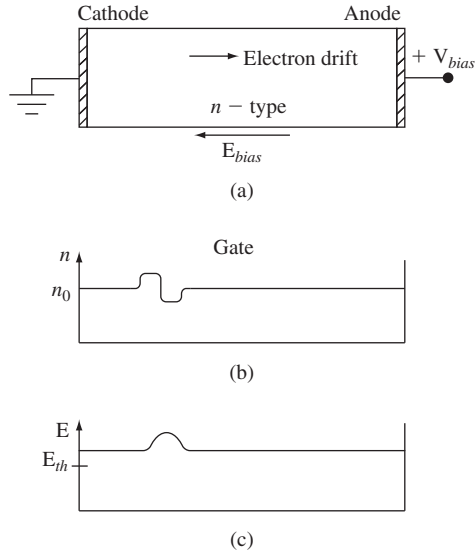 Cathode Anode
Electron drift
+ V_bias
n − type
E_bias
(a)
Gate
n
n_0
(b)
E
E_th
(c)